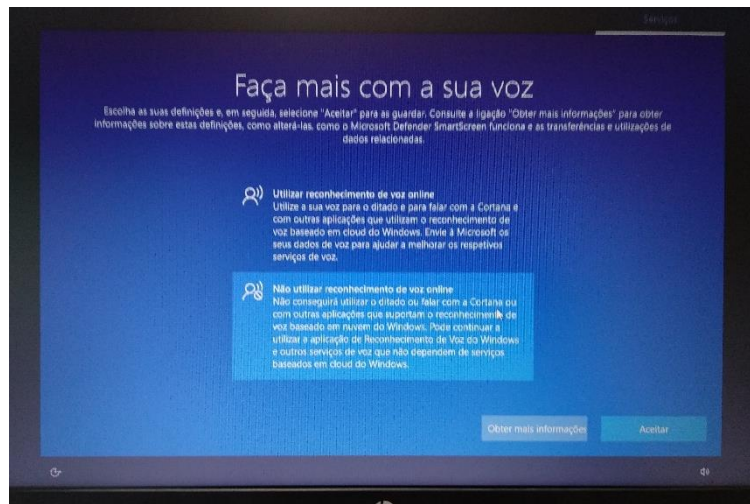 Serviços
Faça mais com a sua voz
Escolha as suas definições e, em seguida, selecione "Aceitar" para as guardar. Consulte a ligação "Obter mais informações" para obter
informações sobre estas definições, como alterá-las, como o Microsoft Defender SmartScreen funciona e as transferências e utilizações de
dados relacionadas.
Utilizar reconhecimento de voz online
Utilize a sua voz para o ditado e para falar com a Cortana e
com outras aplicações que utilizam o reconhecimento de
voz baseado em cloud do Windows. Envie à Microsoft os
seus dados de voz para ajudar a melhorar os respetivos
serviços de voz.
Não utilizar reconhecimento de voz online
Não conseguirá utilizar o ditado ou falar com a Cortana ou
com outras aplicações que suportam o reconhecimento de
voz baseado em nuvem do Windows. Pode continuar a
utilizar a aplicação de Reconhecimento de Voz do Windows
e outros serviços de voz que não dependem de serviços
baseados em cloud do Windows.
Obter mais informações
Aceitar